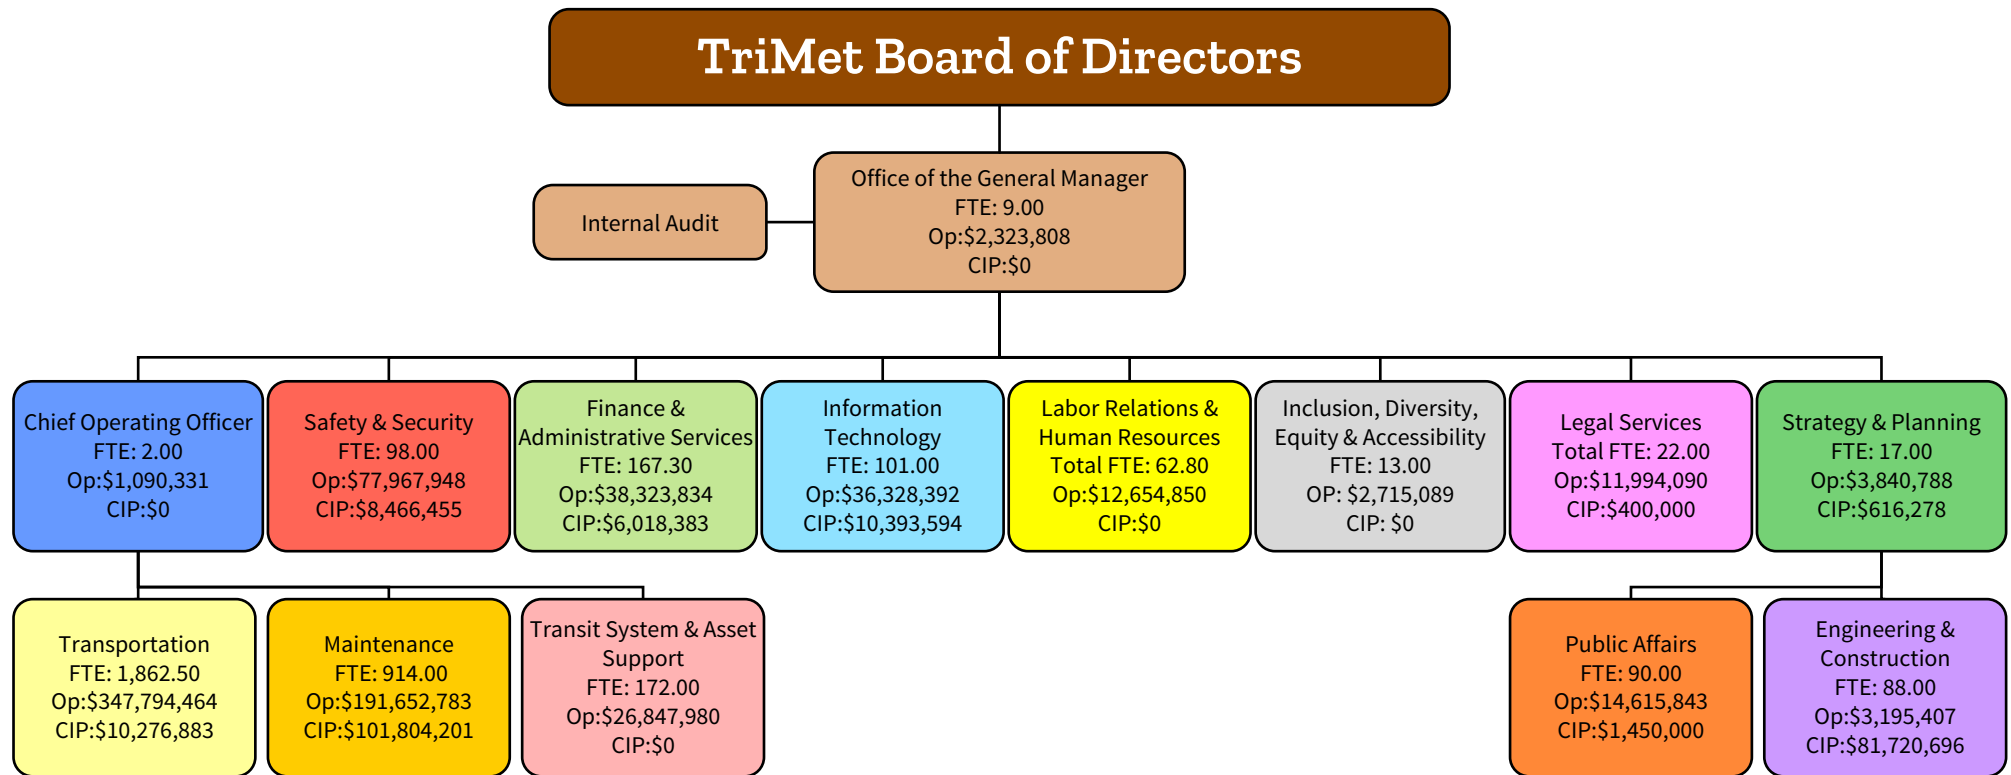 TriMet Board of Directors
Office of the General Manager
FTE: 9.00
Op:$2,323,808
CIP:$0
Internal Audit
Chief Operating Officer
FTE: 2.00
Op:$1,090,331
CIP:$0
Safety & Security
FTE: 98.00
Op:$77,967,948
CIP:$8,466,455
Finance &
Administrative Services
FTE: 167.30
Op:$38,323,834
CIP:$6,018,383
Information
Technology
FTE: 101.00
Op:$36,328,392
CIP:$10,393,594
Labor Relations &
Human Resources
Total FTE: 62.80
Op:$12,654,850
CIP:$0
Inclusion, Diversity,
Equity & Accessibility
FTE: 13.00
OP: $2,715,089
CIP: $0
Legal Services
Total FTE: 22.00
Op:$11,994,090
CIP:$400,000
Strategy & Planning
FTE: 17.00
Op:$3,840,788
CIP:$616,278
Transportation
FTE: 1,862.50
Op:$347,794,464
CIP:$10,276,883
Maintenance
FTE: 914.00
Op:$191,652,783
CIP:$101,804,201
Transit System & Asset
Support
FTE: 172.00
Op:$26,847,980
CIP:$0
Public Affairs
FTE: 90.00
Op:$14,615,843
CIP:$1,450,000
Engineering &
Construction
FTE: 88.00
Op:$3,195,407
CIP:$81,720,696